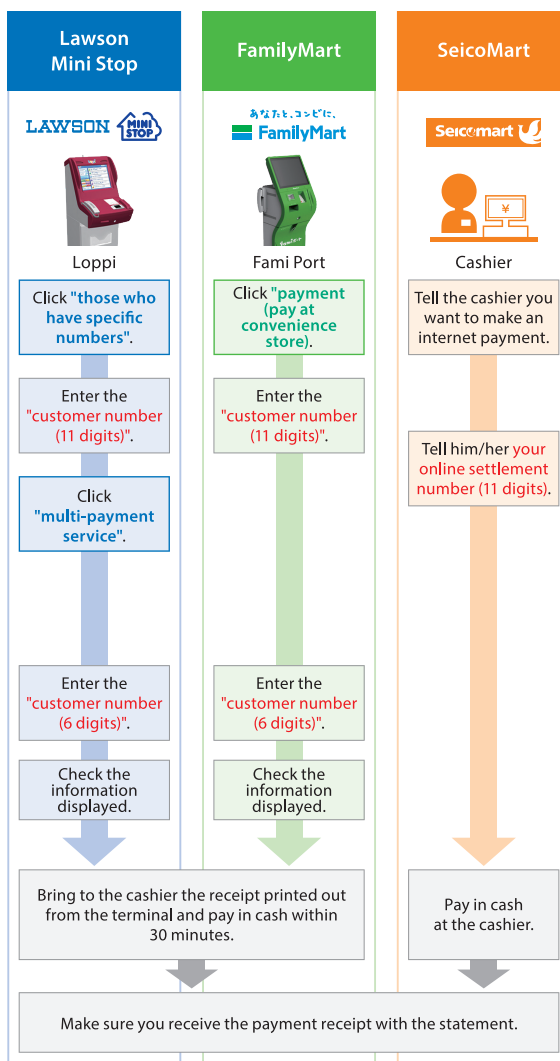 Lawson
Mini Stop
FamilyMart
SeicoMart
LAWSON
MINI
STOP
あなたと、コンビに、
FamilyMart
Seicomart
¥
Loppi
Fami Port
Cashier
Click "those who
have specific
numbers".
Click "payment
(pay at
convenience
store).
Tell the cashier you
want to make an
internet payment.
Enter the
"customer number
(11 digits)".
Enter the
"customer number
(11 digits)".
Tell him/her your
online settlement
number (11 digits).
Click
"multi-payment
service".
Enter the
"customer number
(6 digits)".
Enter the
"customer number
(6 digits)".
Check the
information
displayed.
Check the
information
displayed.
Bring to the cashier the receipt printed out
from the terminal and pay in cash within
30 minutes.
Pay in cash
at the cashier.
Make sure you receive the payment receipt with the statement.